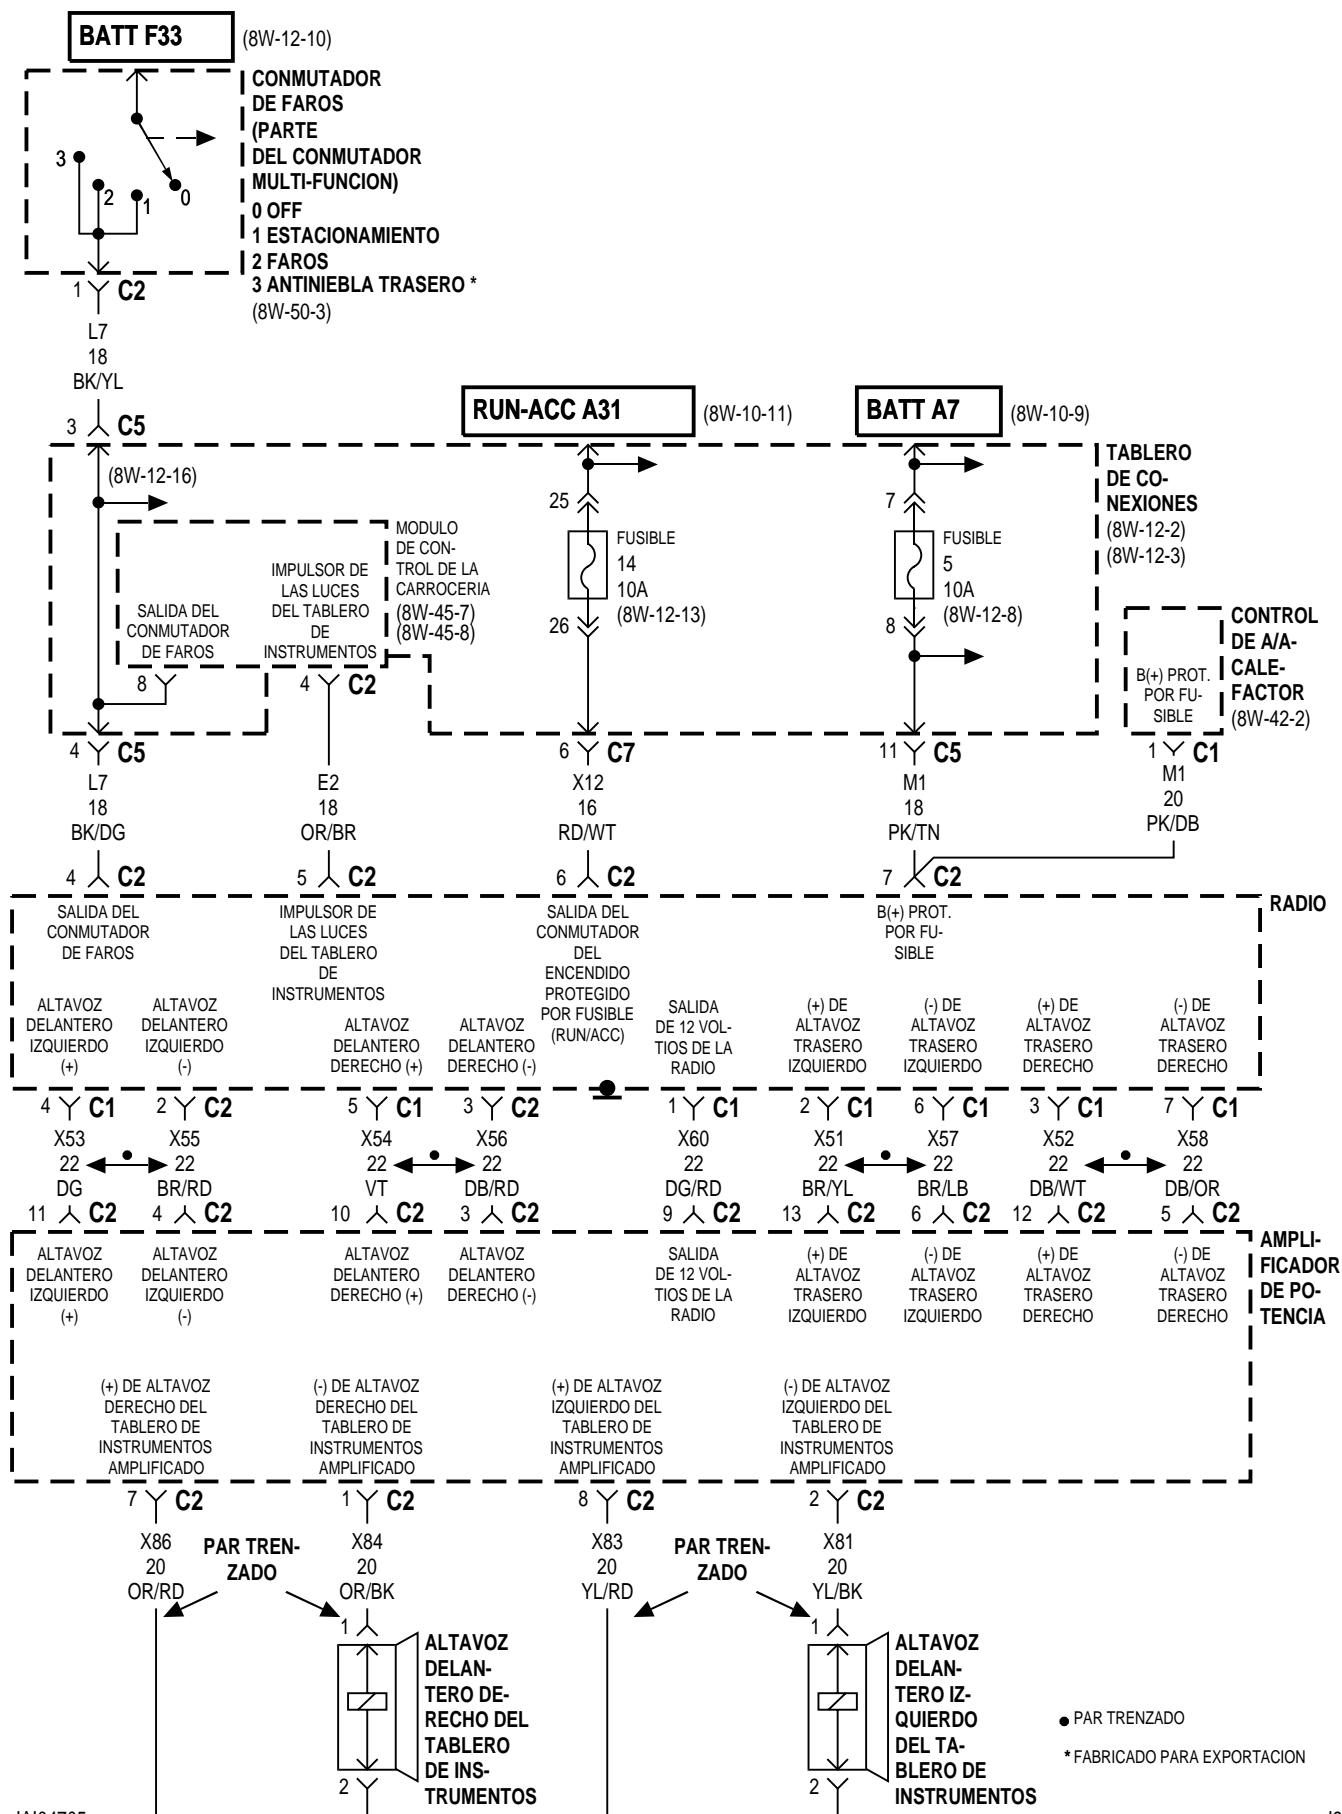 BATT F33
(8W-12-10)
CONMUTADOR
DE FAROS
(PARTE
DEL CONMUTADOR
MULTI-FUNCION)
0 OFF
1 ESTACIONAMIENTO
2 FAROS
3 ANTINIEBLA TRASERO *
(8W-50-3)
3
2
1
0
1 C2
L7
18
BK/YL
3 C5
RUN-ACC A31
(8W-10-11)
BATT A7
(8W-10-9)
(8W-12-16)
TABLERO
DE CO-
NEXIONES
(8W-12-2)
(8W-12-3)
25
FUSIBLE
14
10A
(8W-12-13)
26
7
FUSIBLE
5
10A
(8W-12-8)
8
MODULO
DE CON-
TROL DE LA
CARROCERIA
(8W-45-7)
(8W-45-8)
SALIDA DEL
CONMUTADOR
DE FAROS
IMPULSOR DE
LAS LUCES
DEL TABLERO
DE
INSTRUMENTOS
8
4 C2
CONTROL
DE A/A-
CALE-
FACTOR
(8W-42-2)
B(+) PROT.
POR FU-
SIBLE
4 C5
6 C7
11 C5
1 C1
L7
18
BK/DG
E2
18
OR/BR
X12
16
RD/WT
M1
18
PK/TN
M1
20
PK/DB
4 C2
5 C2
6 C2
7 C2
RADIO
SALIDA DEL
CONMUTADOR
DE FAROS
IMPULSOR DE
LAS LUCES
DEL TABLERO
DE
INSTRUMENTOS
SALIDA DEL
CONMUTADOR
DEL
ENCENDIDO
PROTEGIDO
POR FUSIBLE
(RUN/ACC)
B(+) PROT.
POR FU-
SIBLE
ALTAVOZ
DELANTERO
IZQUIERDO
(+)
ALTAVOZ
DELANTERO
IZQUIERDO
(-)
ALTAVOZ
DELANTERO
DERECHO (+)
ALTAVOZ
DELANTERO
DERECHO (-)
SALIDA
DE 12 VOL-
TIOS DE LA
RADIO
(+) DE
ALTAVOZ
TRASERO
IZQUIERDO
(-) DE
ALTAVOZ
TRASERO
IZQUIERDO
(+) DE
ALTAVOZ
TRASERO
DERECHO
(-) DE
ALTAVOZ
TRASERO
DERECHO
4 C1
2 C2
5 C1
3 C2
1 C1
2 C1
6 C1
3 C1
7 C1
X53
22
DG
X55
22
BR/RD
X54
22
VT
X56
22
DB/RD
X60
22
DG/RD
X51
22
BR/YL
X57
22
BR/LB
X52
22
DB/WT
X58
22
DB/OR
11 C2
4 C2
10 C2
3 C2
9 C2
13 C2
6 C2
12 C2
5 C2
AMPLI-
FICADOR
DE PO-
TENCIA
ALTAVOZ
DELANTERO
IZQUIERDO
(+)
ALTAVOZ
DELANTERO
IZQUIERDO
(-)
ALTAVOZ
DELANTERO
DERECHO (+)
ALTAVOZ
DELANTERO
DERECHO (-)
SALIDA
DE 12 VOL-
TIOS DE LA
RADIO
(+) DE
ALTAVOZ
TRASERO
IZQUIERDO
(-) DE
ALTAVOZ
TRASERO
IZQUIERDO
(+) DE
ALTAVOZ
TRASERO
DERECHO
(-) DE
ALTAVOZ
TRASERO
DERECHO
(+) DE ALTAVOZ
DERECHO DEL
TABLERO DE
INSTRUMENTOS
AMPLIFICADO
(-) DE ALTAVOZ
DERECHO DEL
TABLERO DE
INSTRUMENTOS
AMPLIFICADO
(+) DE ALTAVOZ
IZQUIERDO DEL
TABLERO DE
INSTRUMENTOS
AMPLIFICADO
(-) DE ALTAVOZ
IZQUIERDO DEL
TABLERO DE
INSTRUMENTOS
AMPLIFICADO
7 C2
1 C2
8 C2
2 C2
X86
20
OR/RD
PAR TREN-
ZADO
X84
20
OR/BK
X83
20
YL/RD
PAR TREN-
ZADO
X81
20
YL/BK
1
ALTAVOZ
DELAN-
TERO DE-
RECHO DEL
TABLERO
DE INS-
TRUMENTOS
2
1
ALTAVOZ
DELAN-
TERO IZ-
QUIERDO
DEL TA-
BLERO DE
INSTRUMENTOS
2
● PAR TRENZADO
* FABRICADO PARA EXPORTACION